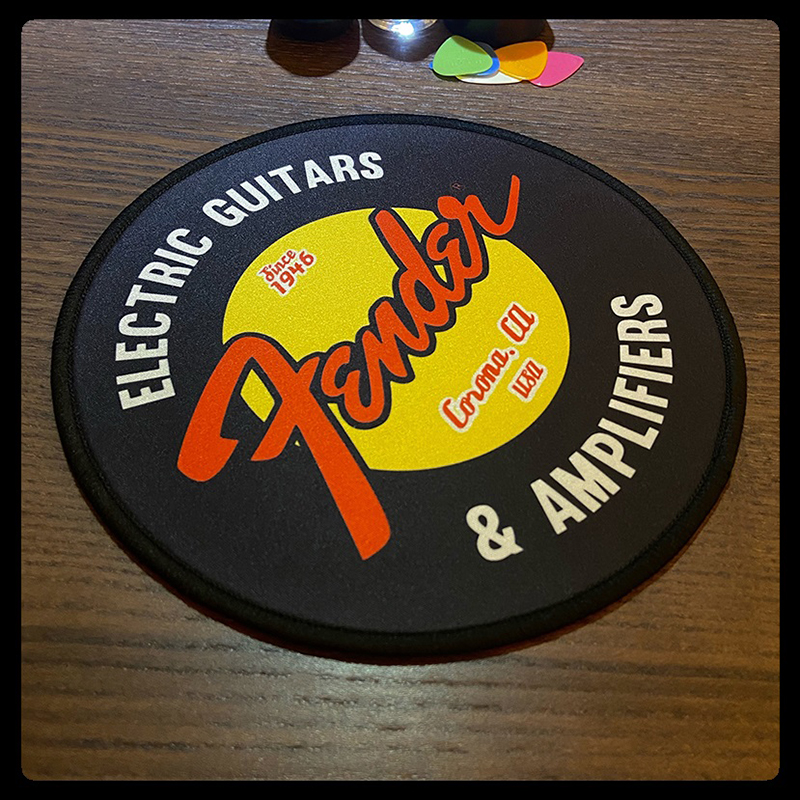 ELECTRIC GUITARS
Since
1946
Fender®
Corona, CA
USA
& AMPLIFIERS